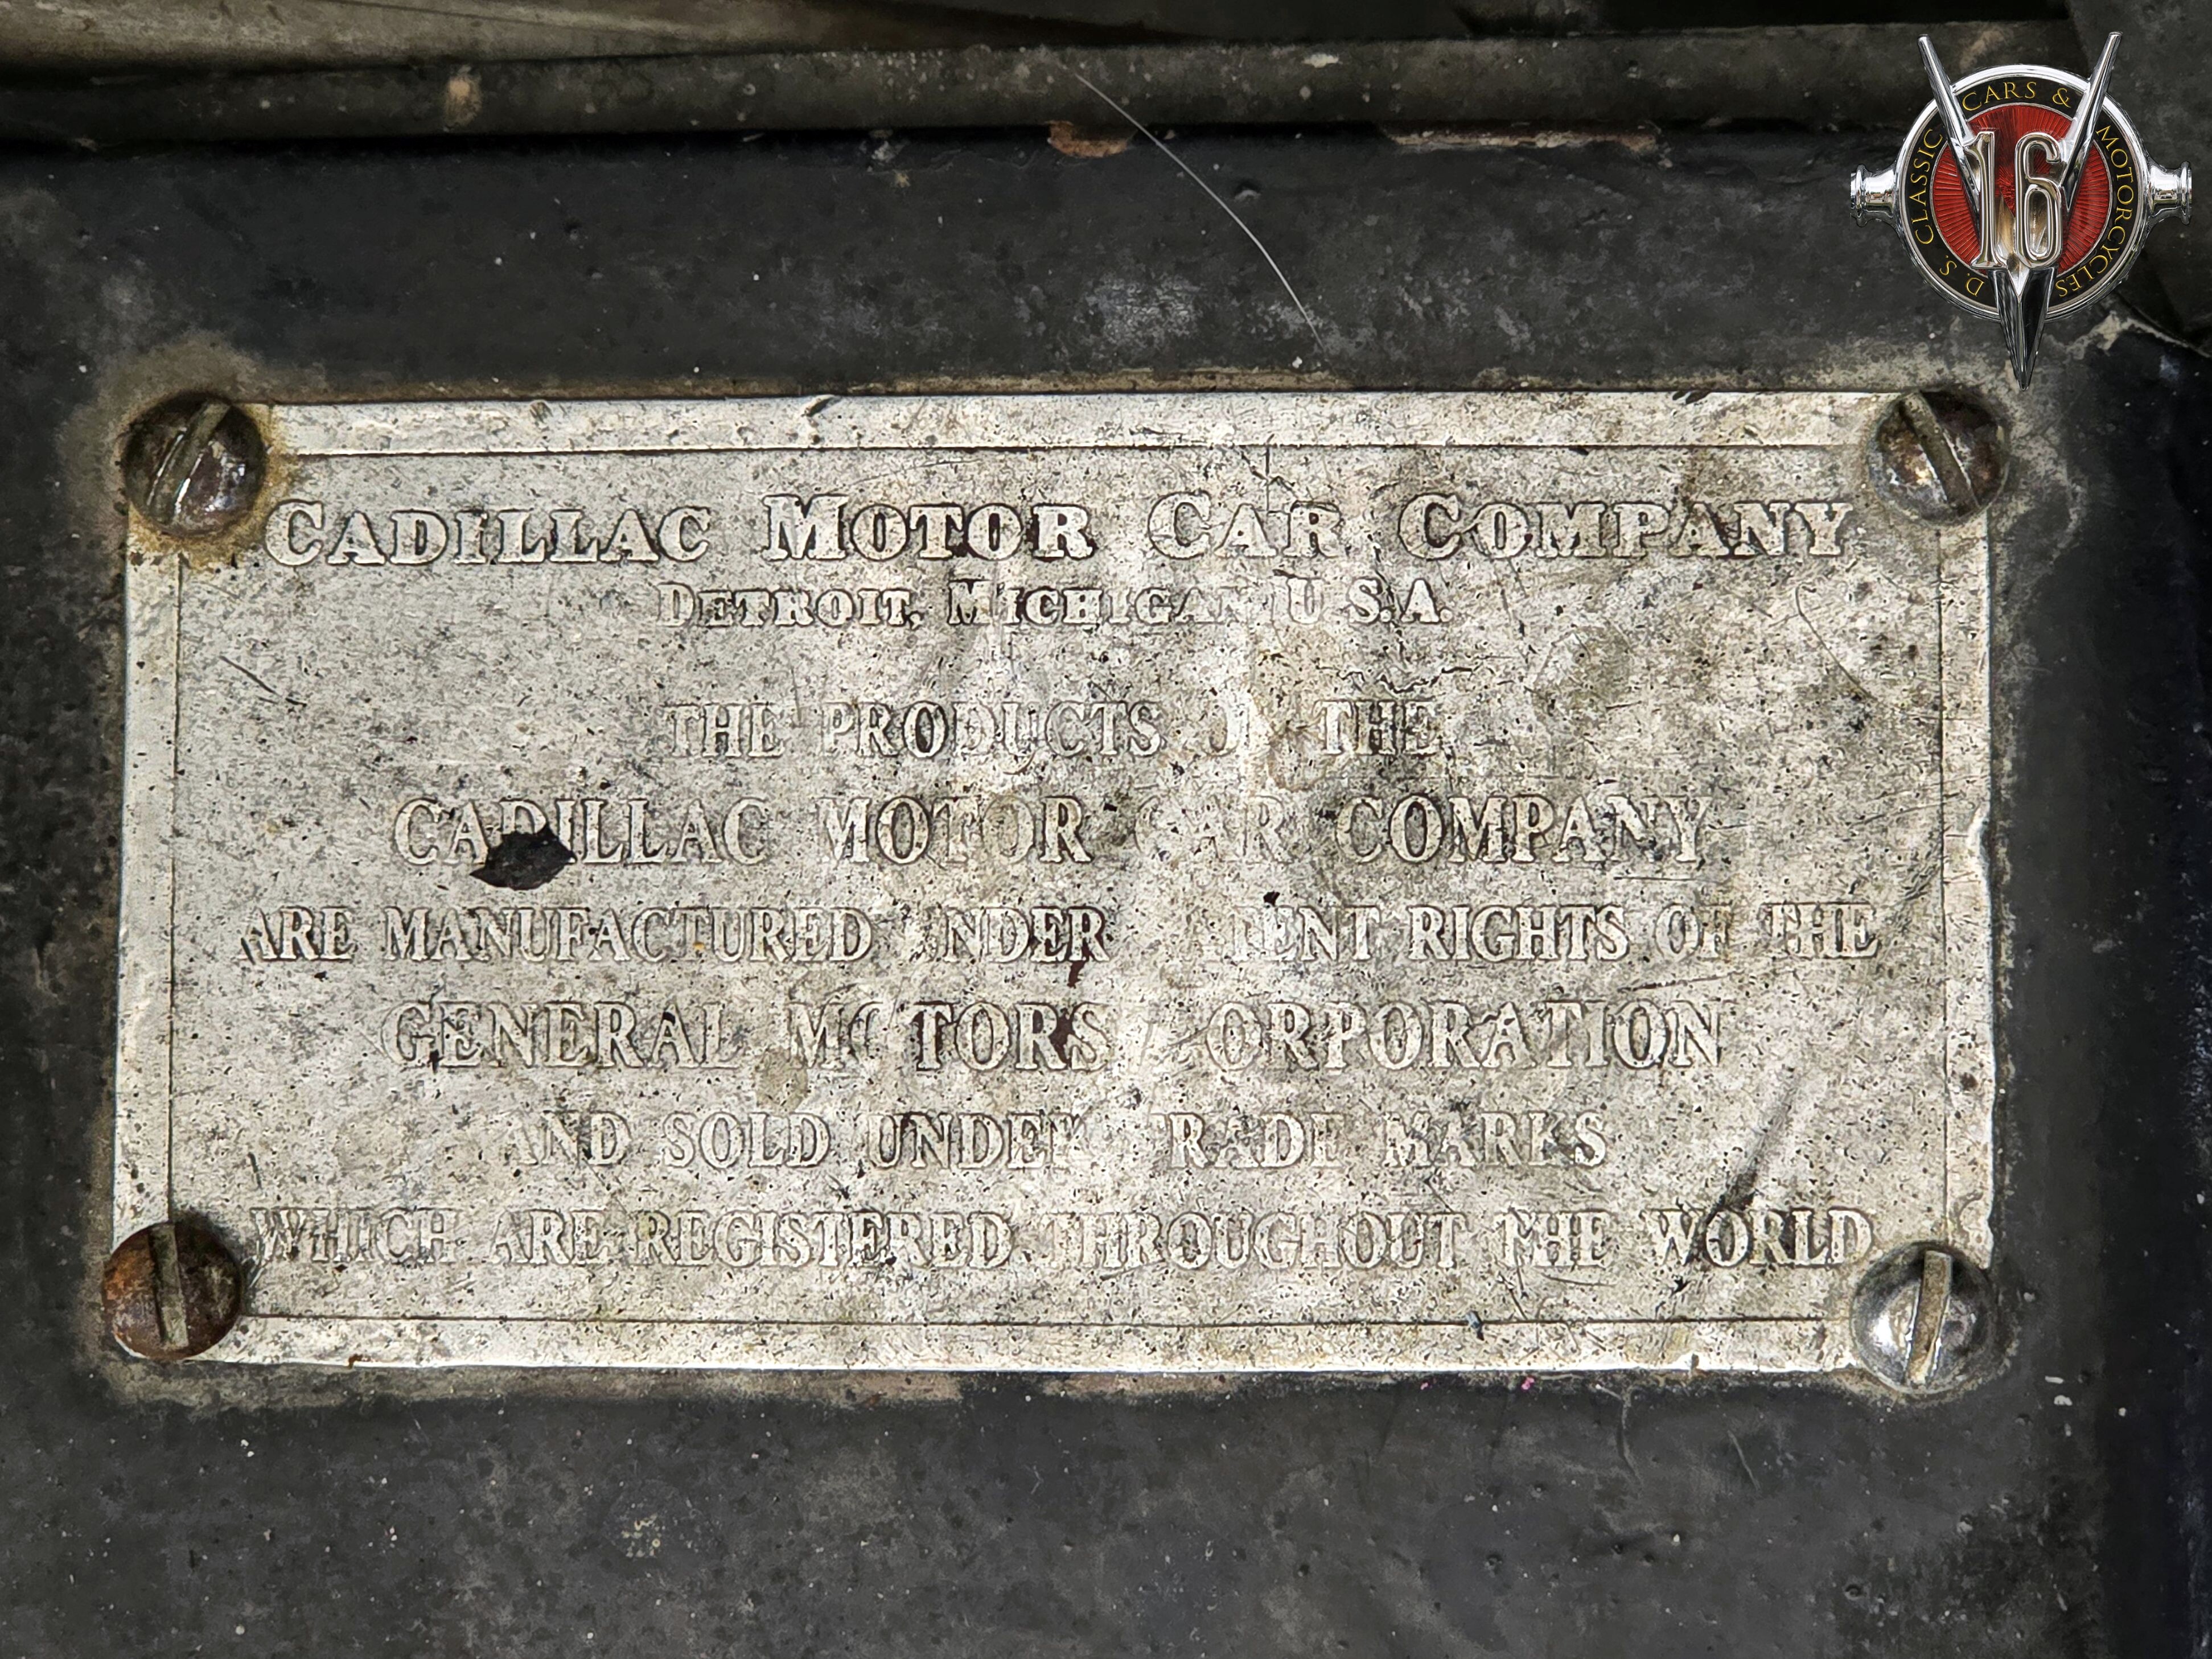 CADILLAC MOTOR CAR COMPANY
DETROIT, MICHIGAN U.S.A.
THE PRODUCTS OF THE
CADILLAC MOTOR CAR COMPANY
ARE MANUFACTURED UNDER PATENT RIGHTS OF THE
GENERAL MOTORS CORPORATION
AND SOLD UNDER TRADE MARKS
WHICH ARE REGISTERED THROUGHOUT THE WORLD
D. S. CLASSIC CARS & MOTORCYCLES
16